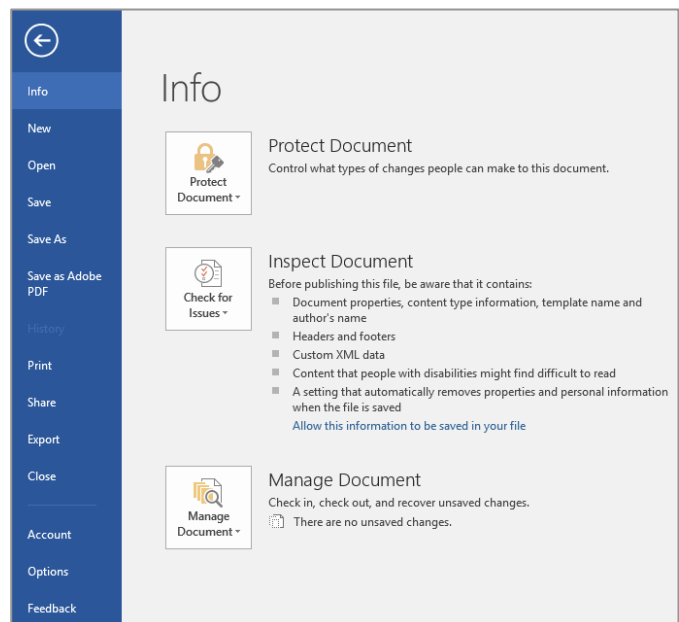 Info
New
Open
Save
Save As
Save as Adobe
PDF
History
Print
Share
Export
Close
Account
Options
Feedback
Info
Protect
Document
Protect Document
Control what types of changes people can make to this document.
Check for
Issues
Inspect Document
Before publishing this file, be aware that it contains:
Document properties, content type information, template name and
author's name
Headers and footers
Custom XML data
Content that people with disabilities might find difficult to read
A setting that automatically removes properties and personal information
when the file is saved
Allow this information to be saved in your file
Manage
Document
Manage Document
Check in, check out, and recover unsaved changes.
There are no unsaved changes.